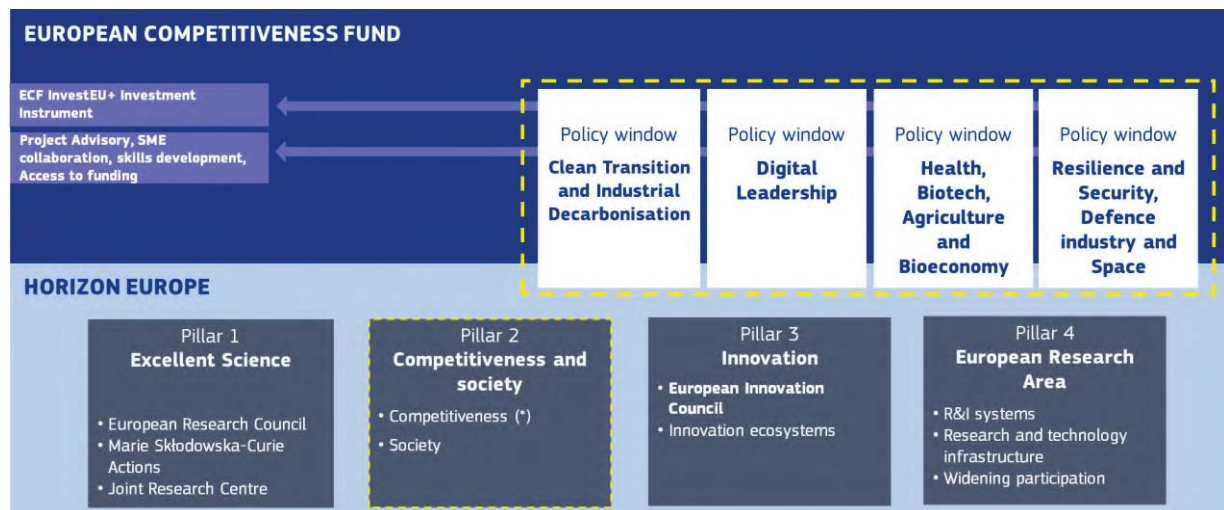 EUROPEAN COMPETITIVENESS FUND
ECF InvestEU+ Investment
Instrument
Project Advisory, SME
collaboration, skills development,
Access to funding
Policy window
Clean Transition
and Industrial
Decarbonisation
Policy window
Digital
Leadership
Policy window
Health,
Biotech,
Agriculture
and
Bioeconomy
Policy window
Resilience and
Security,
Defence
industry and
Space
HORIZON EUROPE
Pillar 1
Excellent Science
• European Research Council
• Marie Skłodowska-Curie
Actions
• Joint Research Centre
Pillar 2
Competitiveness and
society
• Competitiveness (*)
• Society
Pillar 3
Innovation
• European Innovation
Council
• Innovation ecosystems
Pillar 4
European Research
Area
• R&I systems
• Research and technology
infrastructure
• Widening participation